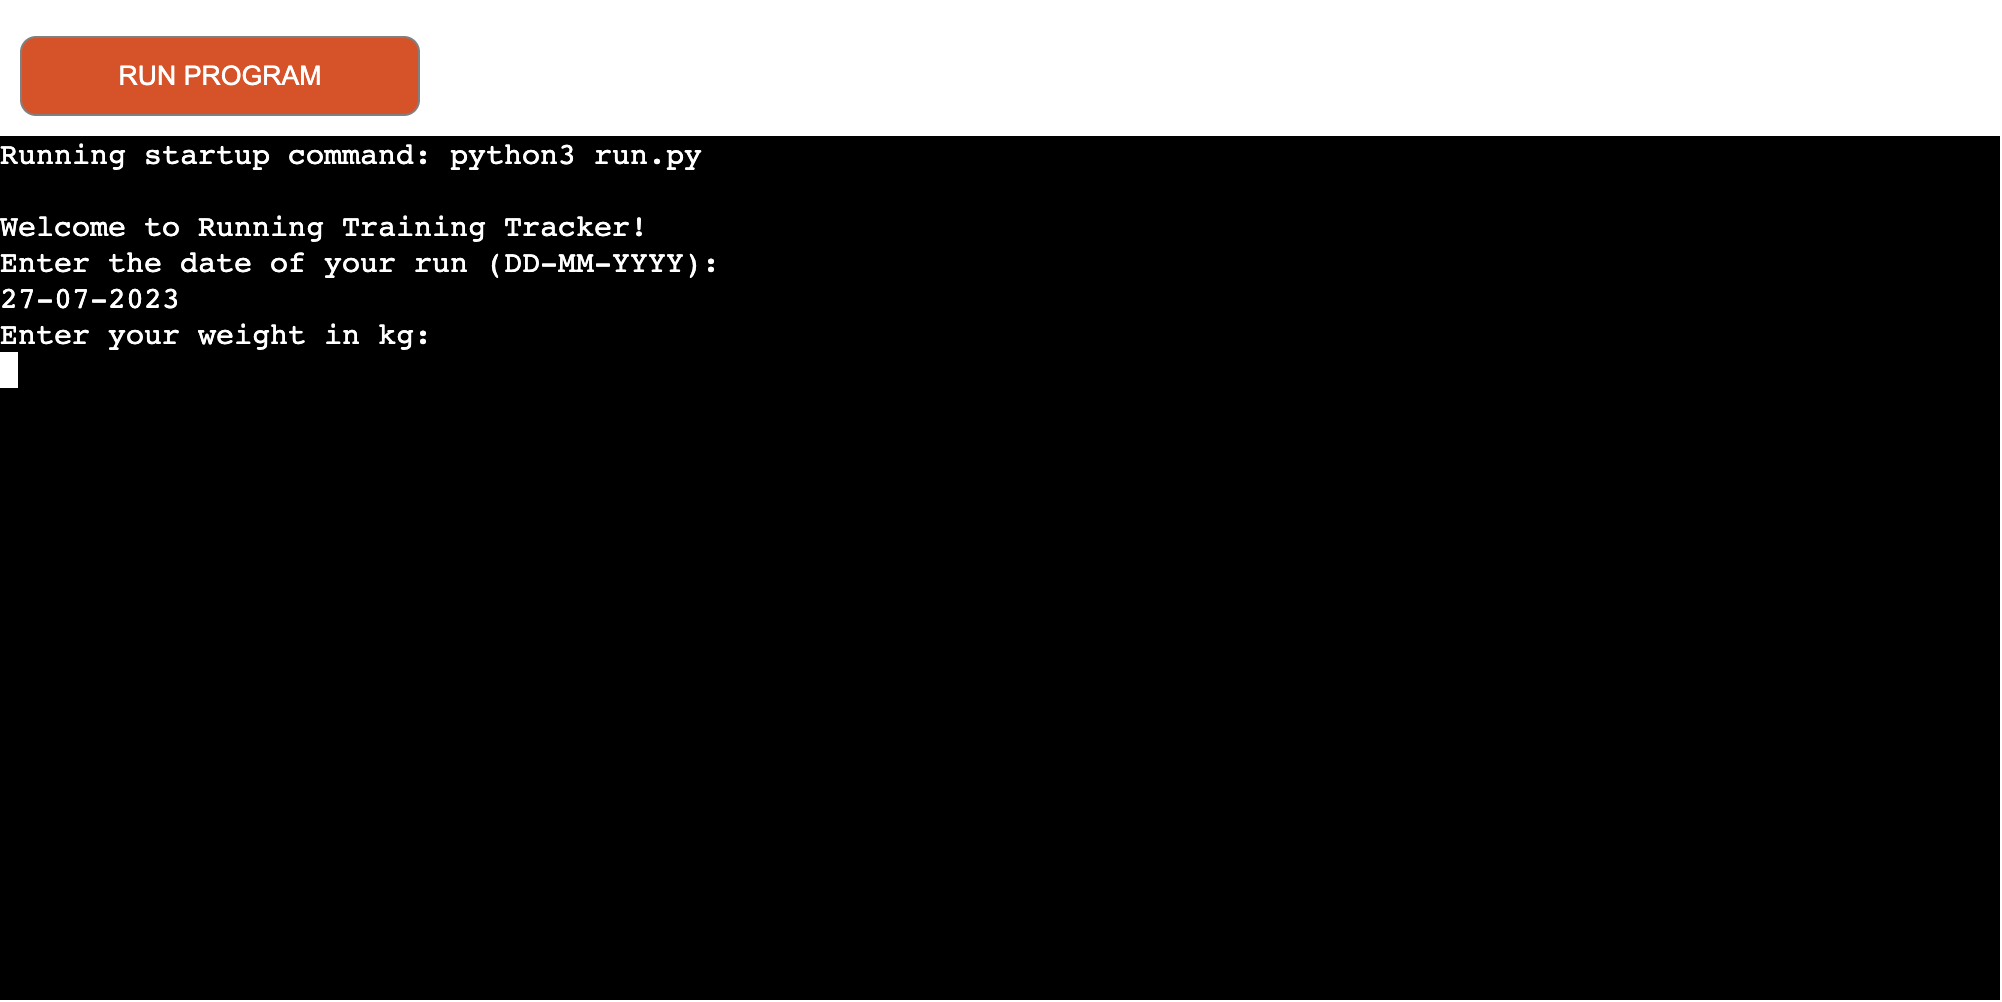 RUN PROGRAM
Running startup command: python3 run.py
Welcome to Running Training Tracker!
Enter the date of your run (DD-MM-YYYY):
27-07-2023
Enter your weight in kg: